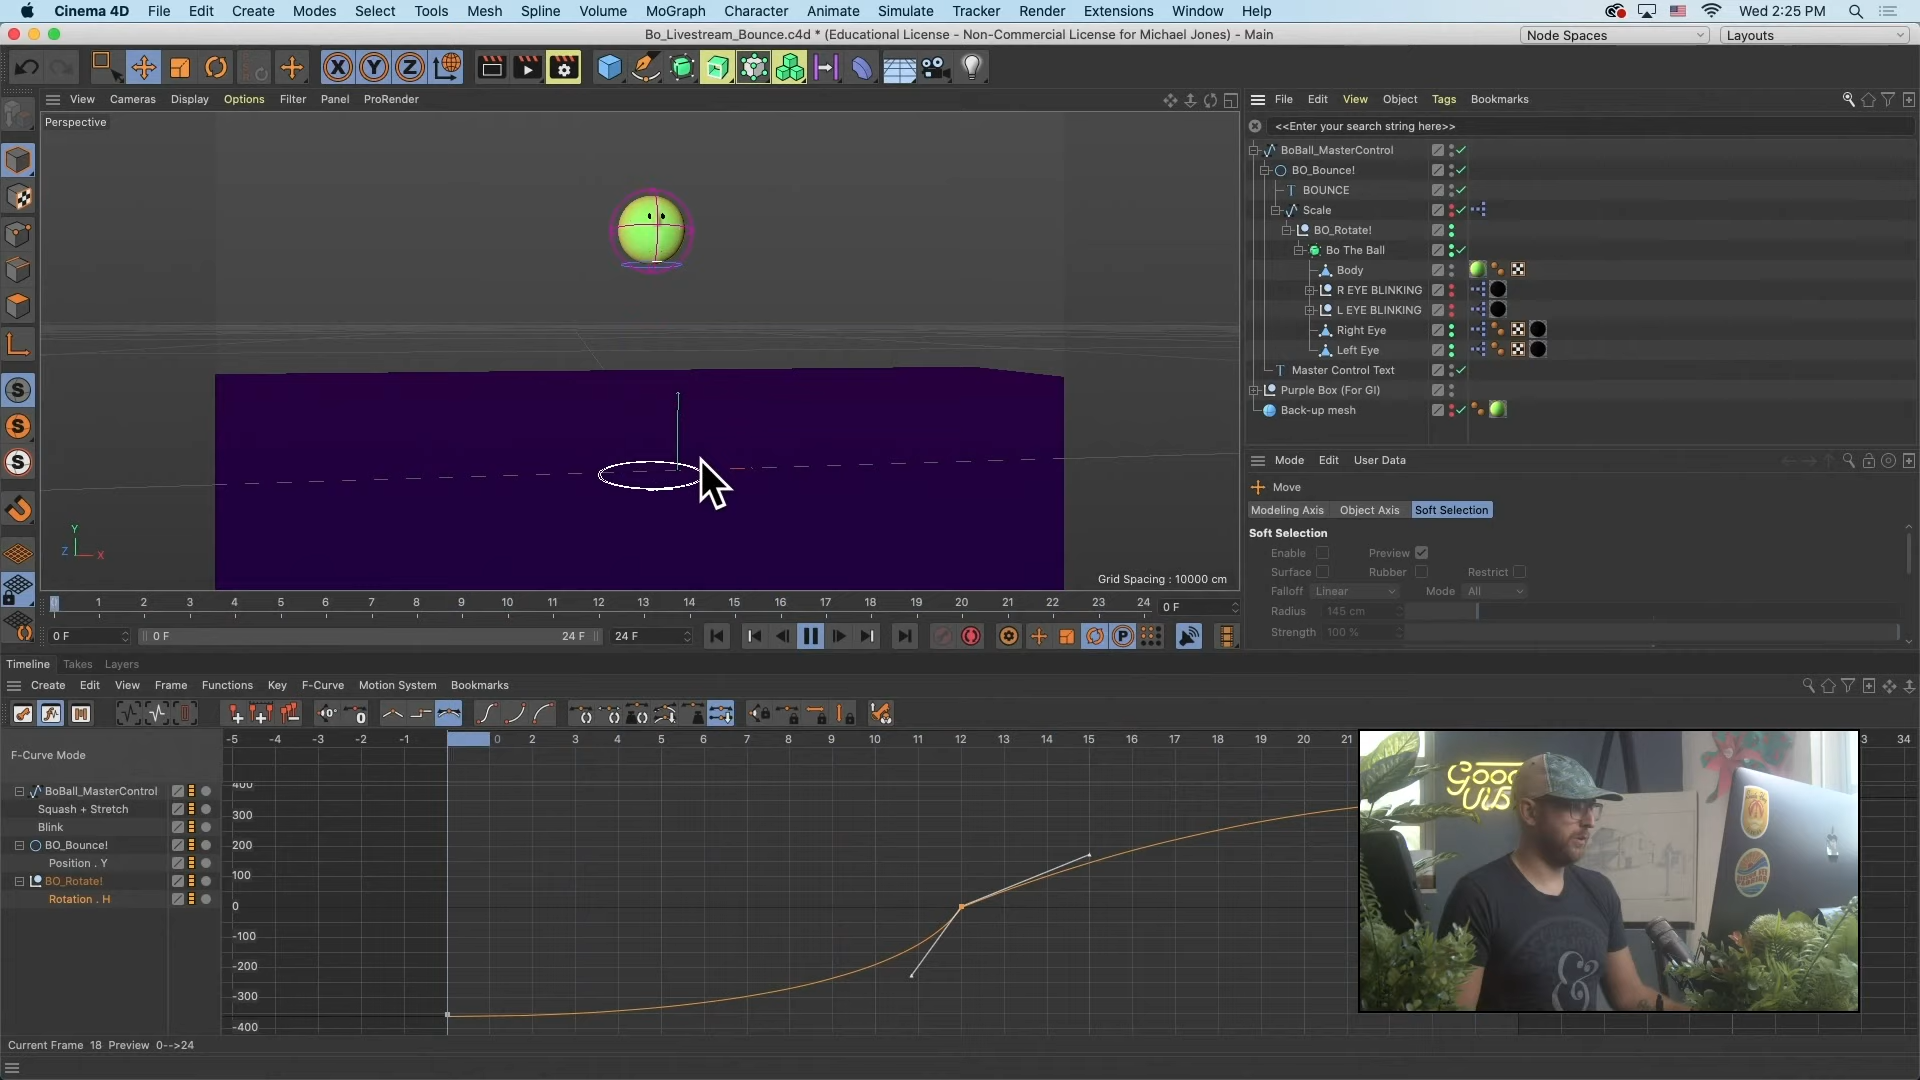 Cinema 4D File Edit Create Modes Select Tools Mesh Spline Volume MoGraph Character Animate Simulate Tracker Render Extensions Window Help Wed 2:25 PM
Bo_Livestream_Bounce.c4d * (Educational License - Non-Commercial License for Michael Jones) - Main
Node Spaces Layouts
X Y Z
View Cameras Display Options Filter Panel ProRender
Perspective
Y
Z X
Grid Spacing : 10000 cm
File Edit View Object Tags Bookmarks
<<Enter your search string here>>
BoBall_MasterControl
BO_Bounce!
BOUNCE
Scale
BO_Rotate!
Bo The Ball
Body
R EYE BLINKING
L EYE BLINKING
Right Eye
Left Eye
Master Control Text
Purple Box (For GI)
Back-up mesh
Mode Edit User Data
Move
Modeling Axis Object Axis Soft Selection
Soft Selection
Enable Preview
Surface Rubber Restrict
Falloff Linear Mode All
Radius 145 cm
Strength 100 %
0 1 2 3 4 5 6 7 8 9 10 11 12 13 14 15 16 17 18 19 20 21 22 23 24 0 F
0 F 0 F 24 F 24 F
Timeline Takes Layers
Create Edit View Frame Functions Key F-Curve Motion System Bookmarks
-5 -4 -3 -2 -1 0 2 3 4 5 6 7 8 9 10 11 12 13 14 15 16 17 18 19 20 21 3 34
F-Curve Mode
BoBall_MasterControl
Squash + Stretch
Blink
BO_Bounce!
Position . Y
BO_Rotate!
Rotation . H
400
300
200
100
0
-100
-200
-300
-400
Good
Current Frame 18 Preview 0-->24